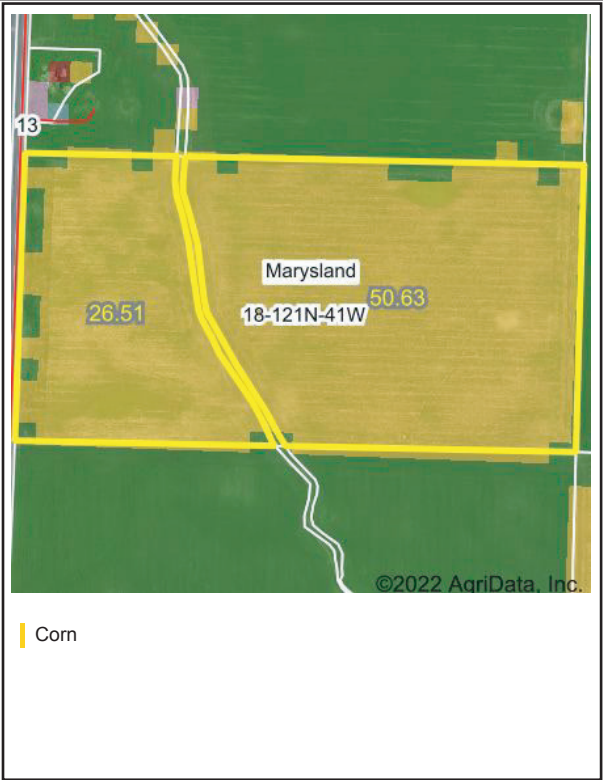 13
Marysland
50.63
26.51
18-121N-41W
©2022 AgriData, Inc.
Corn